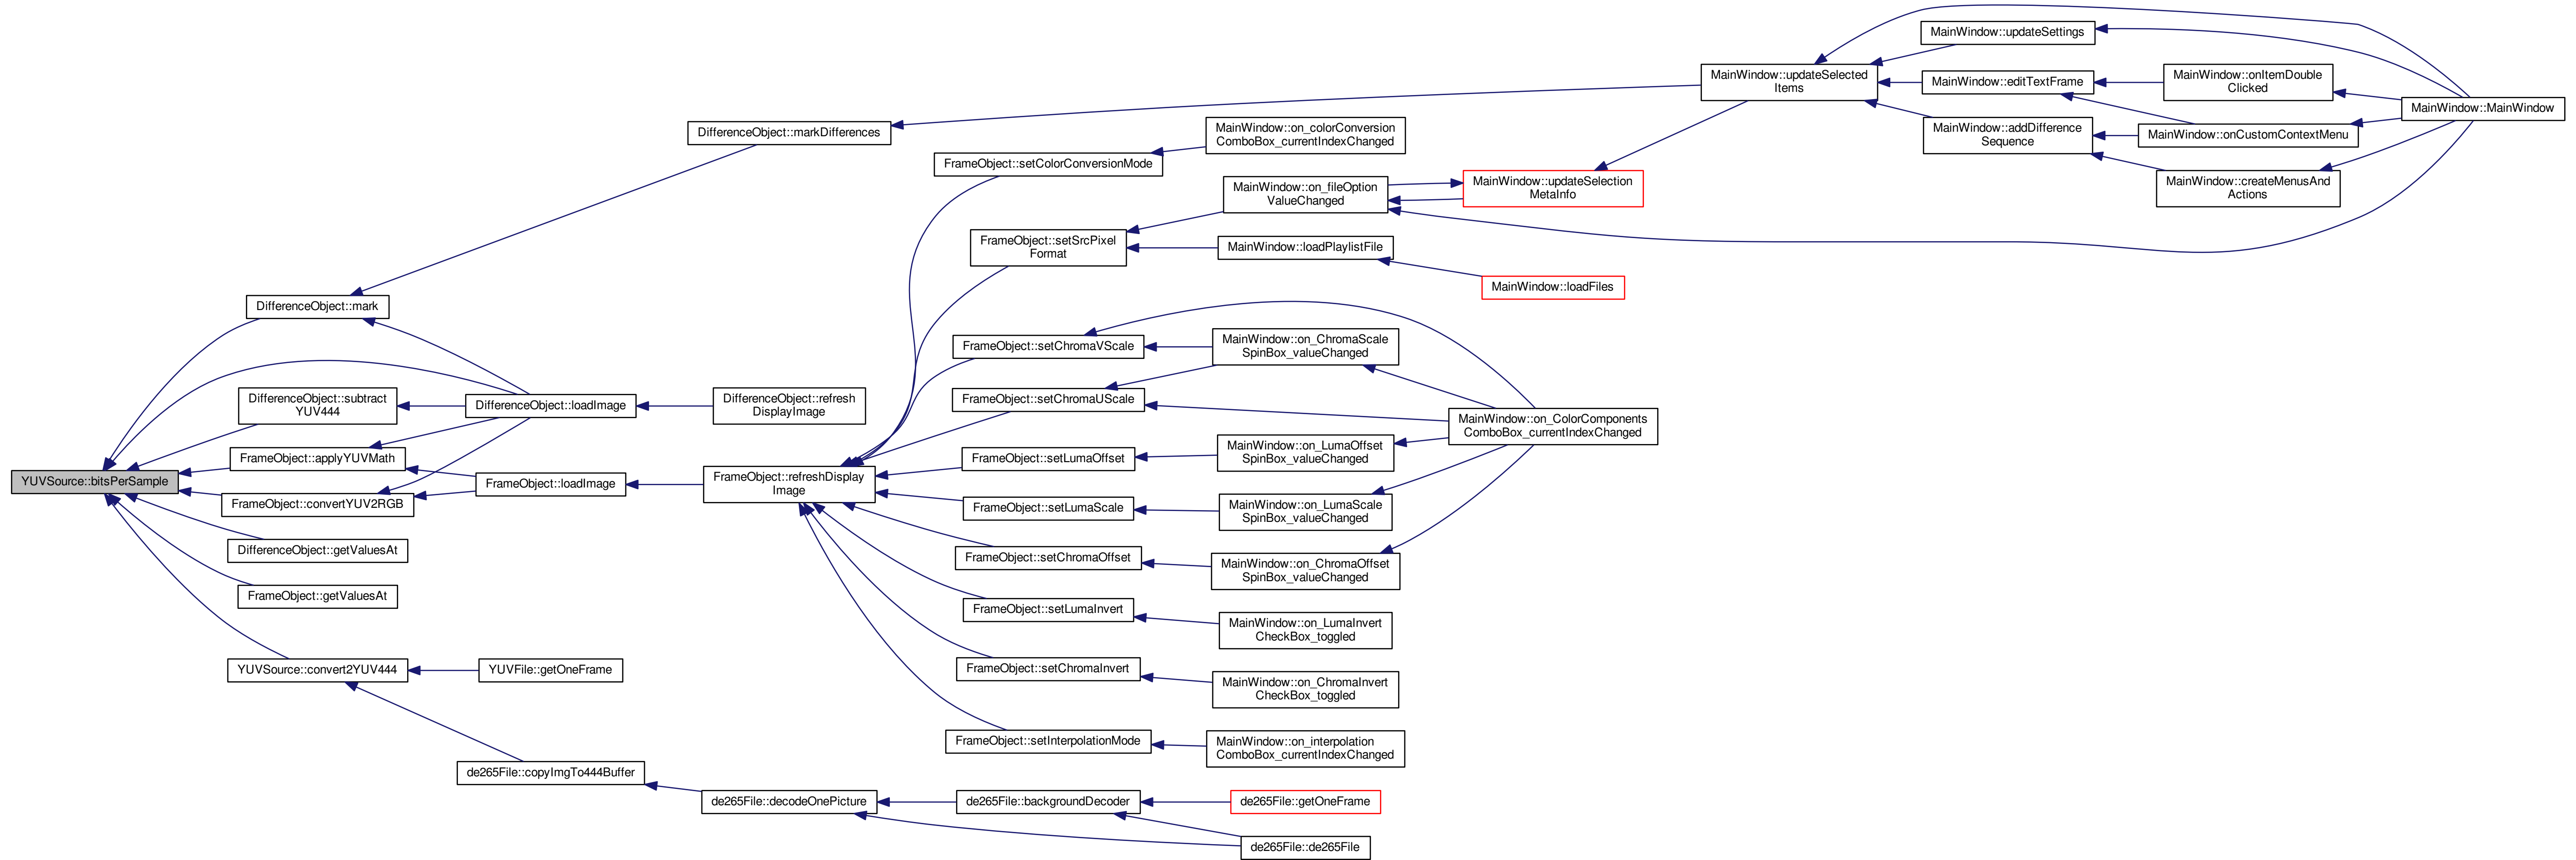 YUVSource::bitsPerSample
DifferenceObject::mark
DifferenceObject::subtract
YUV444
FrameObject::applyYUVMath
FrameObject::convertYUV2RGB
DifferenceObject::getValuesAt
FrameObject::getValuesAt
YUVSource::convert2YUV444
DifferenceObject::loadImage
FrameObject::loadImage
YUVFile::getOneFrame
de265File::copyImgTo444Buffer
DifferenceObject::markDifferences
DifferenceObject::refresh
DisplayImage
FrameObject::refreshDisplay
Image
de265File::decodeOnePicture
FrameObject::setColorConversionMode
FrameObject::setSrcPixel
Format
FrameObject::setChromaVScale
FrameObject::setChromaUScale
FrameObject::setLumaOffset
FrameObject::setLumaScale
FrameObject::setChromaOffset
FrameObject::setLumaInvert
FrameObject::setChromaInvert
FrameObject::setInterpolationMode
de265File::backgroundDecoder
MainWindow::on_colorConversion
ComboBox_currentIndexChanged
MainWindow::on_fileOption
ValueChanged
MainWindow::loadPlaylistFile
MainWindow::on_ChromaScale
SpinBox_valueChanged
MainWindow::on_LumaOffset
SpinBox_valueChanged
MainWindow::on_LumaScale
SpinBox_valueChanged
MainWindow::on_ChromaOffset
SpinBox_valueChanged
MainWindow::on_LumaInvert
CheckBox_toggled
MainWindow::on_ChromaInvert
CheckBox_toggled
MainWindow::on_interpolation
ComboBox_currentIndexChanged
de265File::getOneFrame
de265File::de265File
MainWindow::updateSelection
MetaInfo
MainWindow::loadFiles
MainWindow::on_ColorComponents
ComboBox_currentIndexChanged
MainWindow::updateSelected
Items
MainWindow::updateSettings
MainWindow::editTextFrame
MainWindow::addDifference
Sequence
MainWindow::onItemDouble
Clicked
MainWindow::onCustomContextMenu
MainWindow::createMenusAnd
Actions
MainWindow::MainWindow